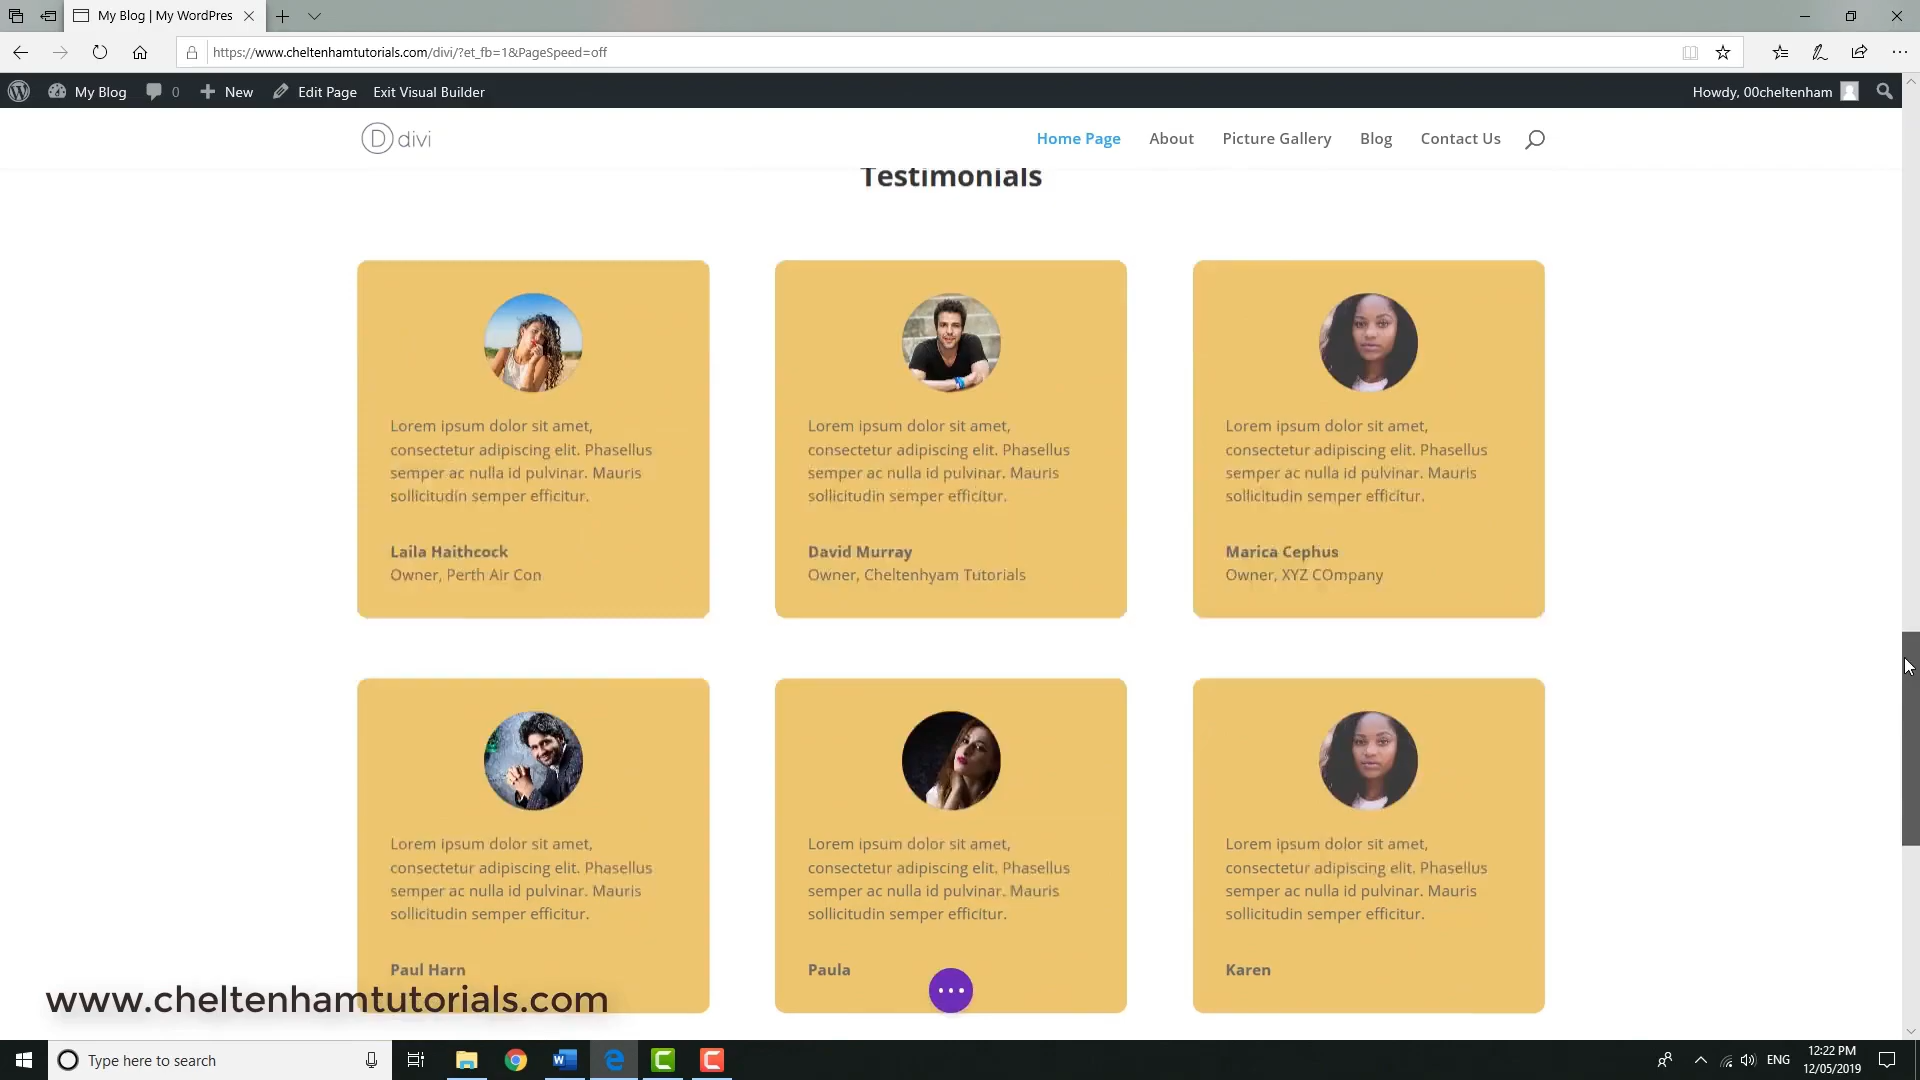 My Blog | My WordPres
https://www.cheltenhamtutorials.com/divi/?et_fb=1&PageSpeed=off
My Blog 0 New Edit Page Exit Visual Builder Howdy, 00cheltenham
D divi Home Page About Picture Gallery Blog Contact Us
Testimonials
Lorem ipsum dolor sit amet,
consectetur adipiscing elit. Phasellus
semper ac nulla id pulvinar. Mauris
sollicitudin semper efficitur.
Laila Haithcock
Owner, Perth Air Con
Lorem ipsum dolor sit amet,
consectetur adipiscing elit. Phasellus
semper ac nulla id pulvinar. Mauris
sollicitudin semper efficitur.
David Murray
Owner, Cheltenhyam Tutorials
Lorem ipsum dolor sit amet,
consectetur adipiscing elit. Phasellus
semper ac nulla id pulvinar. Mauris
sollicitudin semper efficitur.
Marica Cephus
Owner, XYZ COmpany
Lorem ipsum dolor sit amet,
consectetur adipiscing elit. Phasellus
semper ac nulla id pulvinar. Mauris
sollicitudin semper efficitur.
Paul Harn
Lorem ipsum dolor sit amet,
consectetur adipiscing elit. Phasellus
semper ac nulla id pulvinar. Mauris
sollicitudin semper efficitur.
Paula
Lorem ipsum dolor sit amet,
consectetur adipiscing elit. Phasellus
semper ac nulla id pulvinar. Mauris
sollicitudin semper efficitur.
Karen
www.cheltenhamtutorials.com
Type here to search
ENG
12:22 PM
12/05/2019